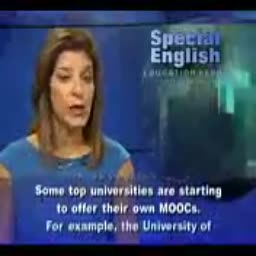 Special
English
EDUCATION REPORT
Some top universities are starting
to offer their own MOOCs.
For example, the University of